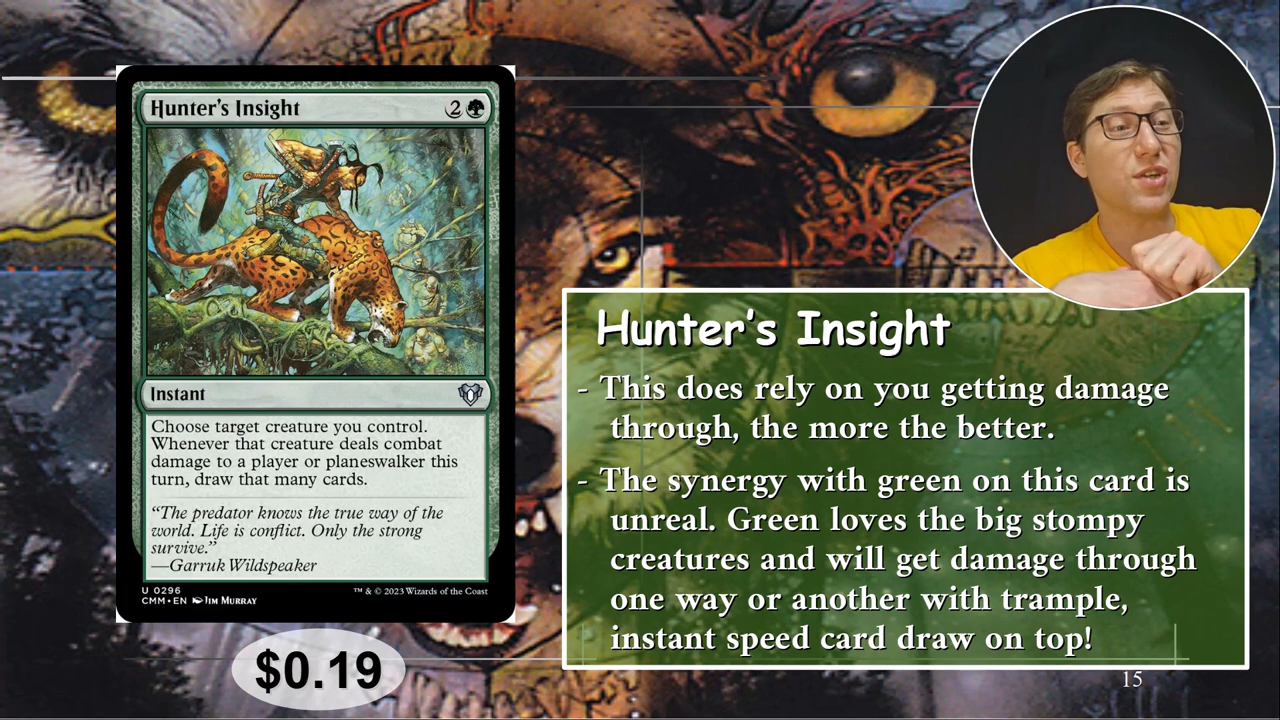 Hunter's Insight 2
Instant
Choose target creature you control.
Whenever that creature deals combat
damage to a player or planeswalker this
turn, draw that many cards.
"The predator knows the true way of the
world. Life is conflict. Only the strong
survive."
—Garruk Wildspeaker
U 0296
CMM • EN Jim Murray
™ & © 2023 Wizards of the Coast
$0.19
Hunter's Insight
- This does rely on you getting damage
through, the more the better.
- The synergy with green on this card is
unreal. Green loves the big stompy
creatures and will get damage through
one way or another with trample,
instant speed card draw on top!
15